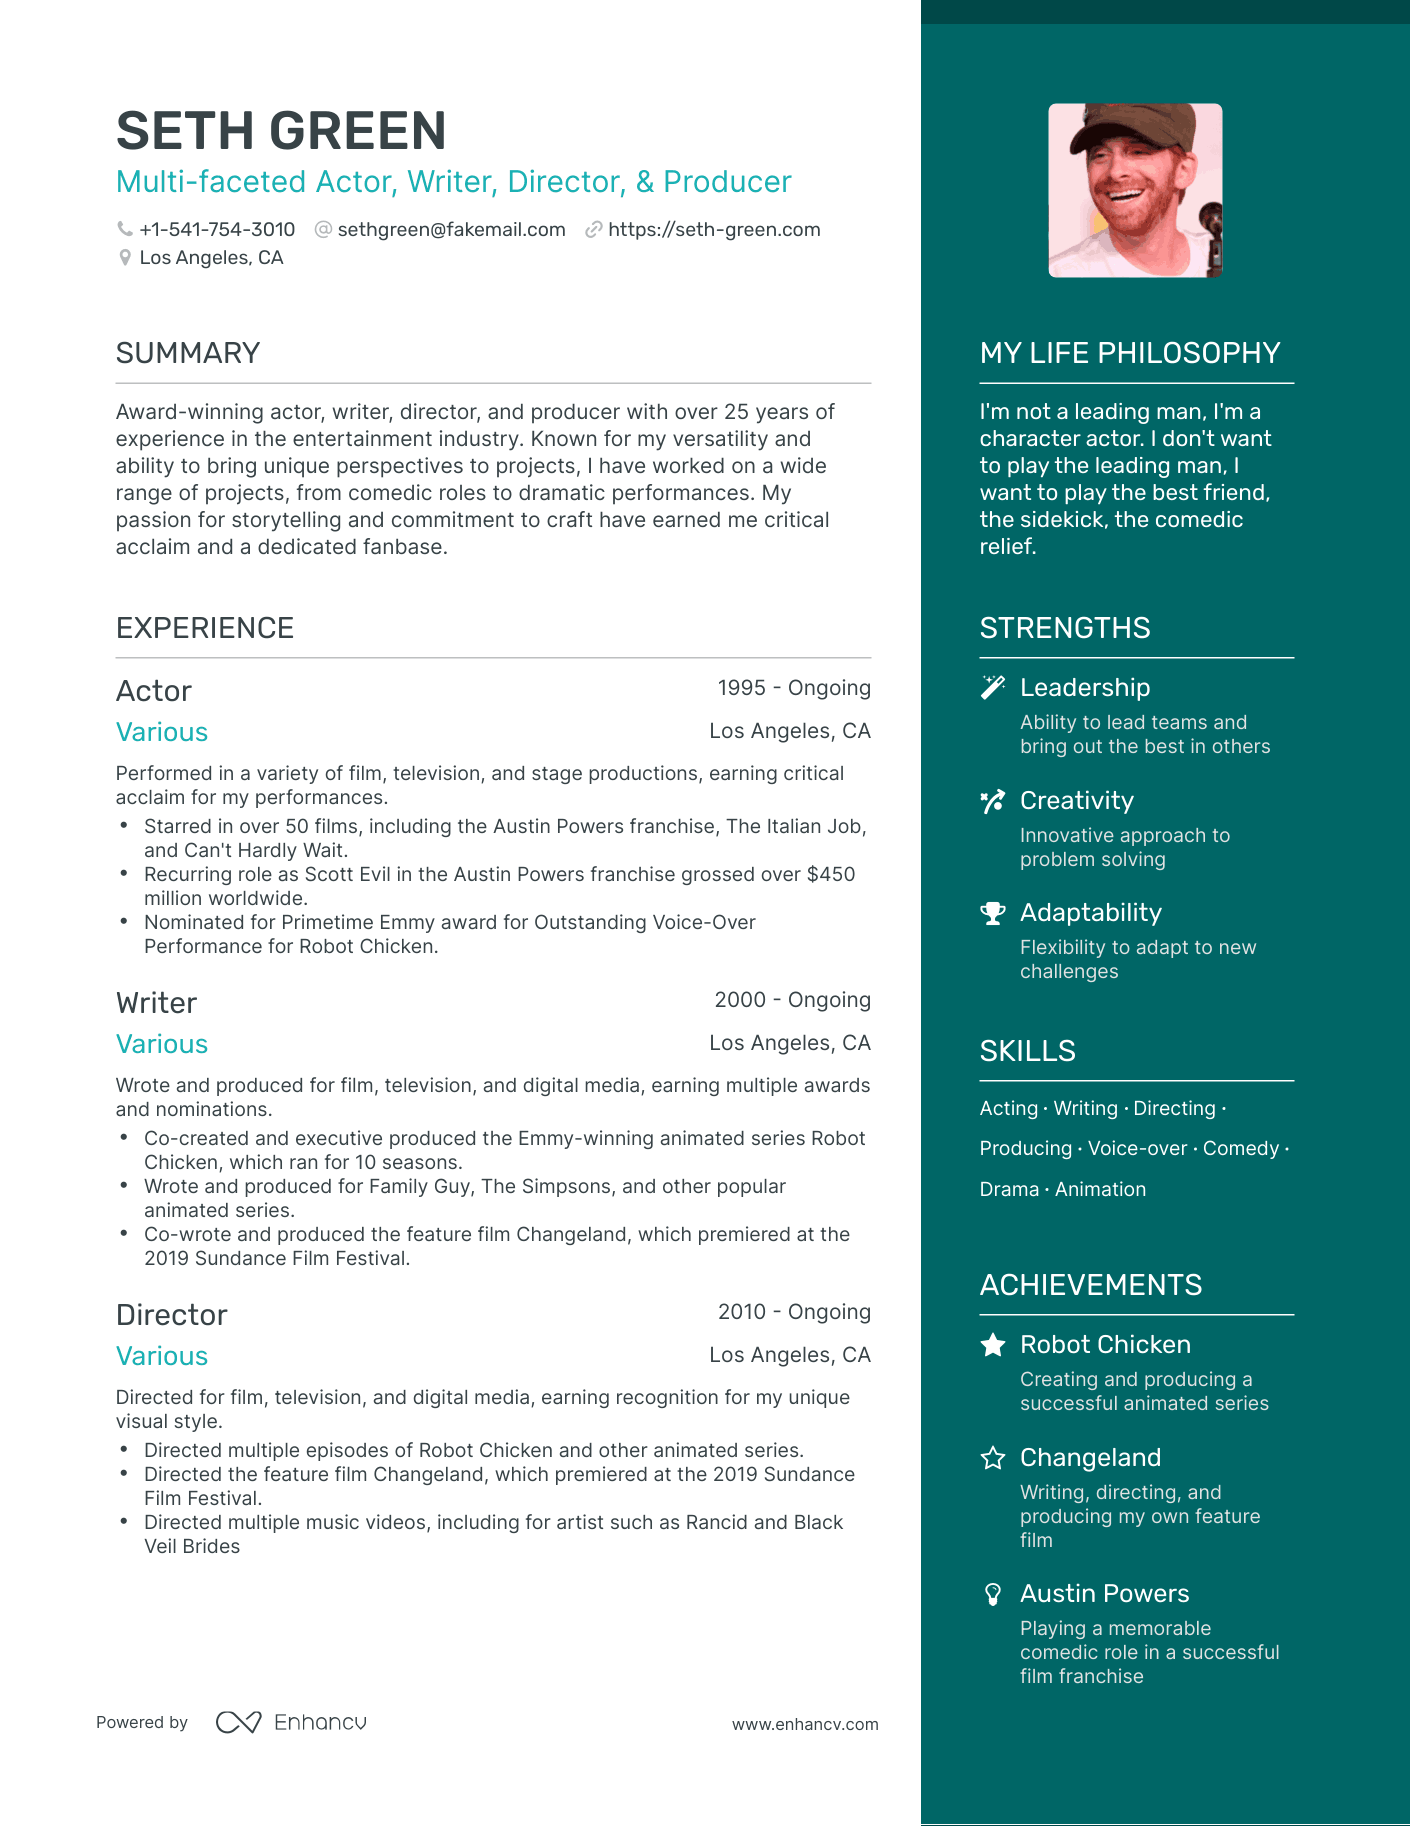 SETH GREEN
Multi-faceted Actor, Writer, Director, & Producer
+1-541-754-3010 sethgreen@fakemail.com https://seth-green.com
Los Angeles, CA
SUMMARY
Award-winning actor, writer, director, and producer with over 25 years of
experience in the entertainment industry. Known for my versatility and
ability to bring unique perspectives to projects, I have worked on a wide
range of projects, from comedic roles to dramatic performances. My
passion for storytelling and commitment to craft have earned me critical
acclaim and a dedicated fanbase.
EXPERIENCE
Actor 1995 - Ongoing
Various Los Angeles, CA
Performed in a variety of film, television, and stage productions, earning critical
acclaim for my performances.
• Starred in over 50 films, including the Austin Powers franchise, The Italian Job,
and Can't Hardly Wait.
• Recurring role as Scott Evil in the Austin Powers franchise grossed over $450
million worldwide.
• Nominated for Primetime Emmy award for Outstanding Voice-Over
Performance for Robot Chicken.
Writer 2000 - Ongoing
Various Los Angeles, CA
Wrote and produced for film, television, and digital media, earning multiple awards
and nominations.
• Co-created and executive produced the Emmy-winning animated series Robot
Chicken, which ran for 10 seasons.
• Wrote and produced for Family Guy, The Simpsons, and other popular
animated series.
• Co-wrote and produced the feature film Changeland, which premiered at the
2019 Sundance Film Festival.
Director 2010 - Ongoing
Various Los Angeles, CA
Directed for film, television, and digital media, earning recognition for my unique
visual style.
• Directed multiple episodes of Robot Chicken and other animated series.
• Directed the feature film Changeland, which premiered at the 2019 Sundance
Film Festival.
• Directed multiple music videos, including for artist such as Rancid and Black
Veil Brides
Powered by Enhancv www.enhancv.com
MY LIFE PHILOSOPHY
I'm not a leading man, I'm a
character actor. I don't want
to play the leading man, I
want to play the best friend,
the sidekick, the comedic
relief.
STRENGTHS
Leadership
Ability to lead teams and
bring out the best in others
Creativity
Innovative approach to
problem solving
Adaptability
Flexibility to adapt to new
challenges
SKILLS
Acting · Writing · Directing ·
Producing · Voice-over · Comedy ·
Drama · Animation
ACHIEVEMENTS
Robot Chicken
Creating and producing a
successful animated series
Changeland
Writing, directing, and
producing my own feature
film
Austin Powers
Playing a memorable
comedic role in a successful
film franchise